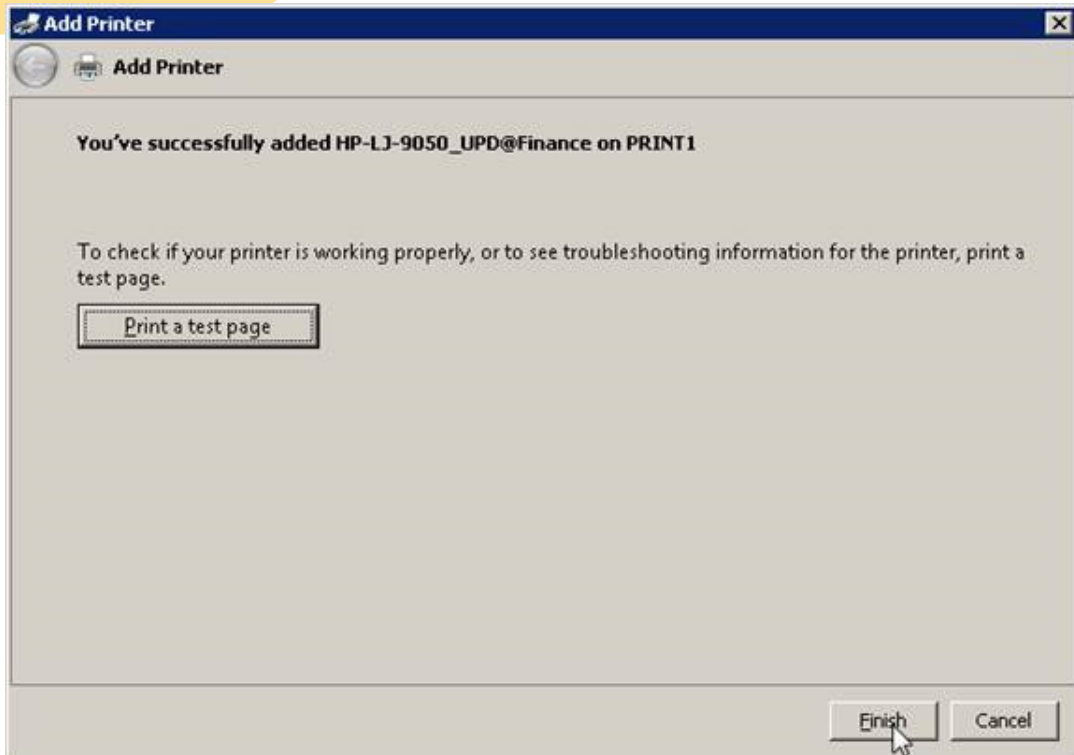 Add Printer
Add Printer
You've successfully added HP-LJ-9050_UPD@Finance on PRINT1
To check if your printer is working properly, or to see troubleshooting information for the printer, print a
test page.
Print a test page
Finish Cancel